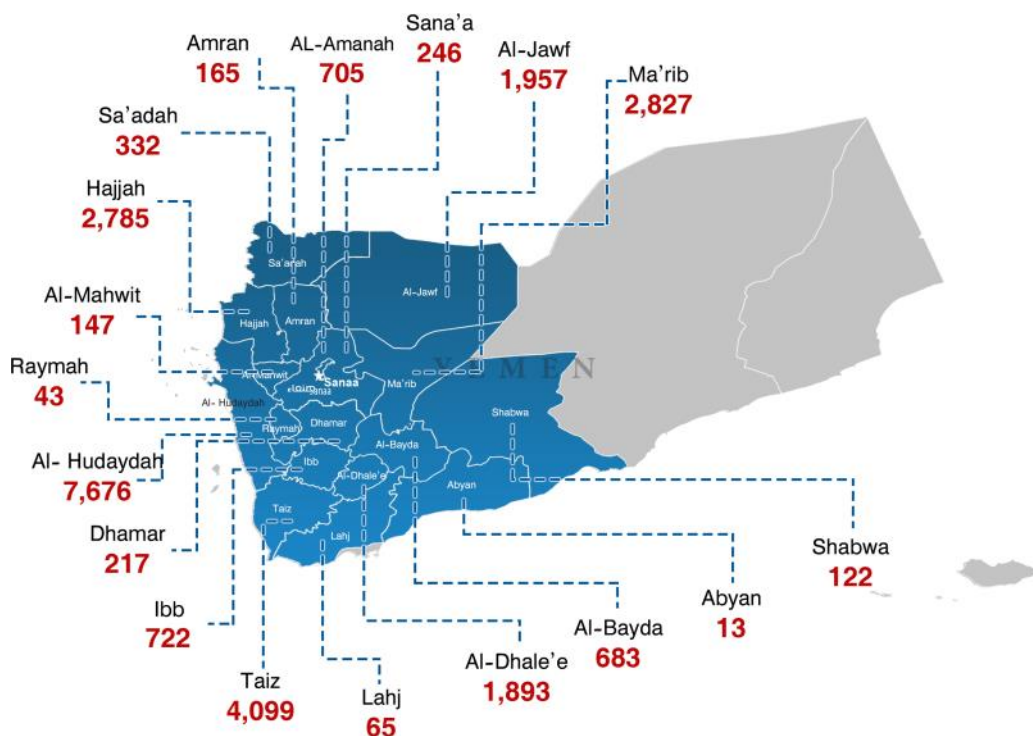 Sana'a
246
Amran
165
AL-Amanah
705
Al-Jawf
1,957
Ma'rib
2,827
Sa'adah
332
Hajjah
2,785
Al-Mahwit
147
Raymah
43
Al- Hudaydah
7,676
Dhamar
217
Ibb
722
Taiz
4,099
Lahj
65
Al-Dhale'e
1,893
Al-Bayda
683
Abyan
13
Shabwa
122
Al-Jawf
Hajjah
Amran
YEMEN
Al-Mahwit
Sanaa
Sanaa
Ma'rib
Al- Hudaydah
Raymah
Dhamar
Shabwa
Al-Bayda
Ibb
Al-Dhale'e
Abyan
Taiz
Lahj